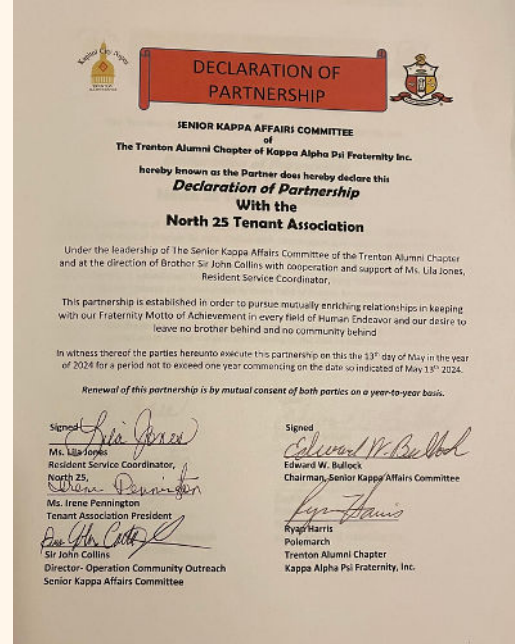 Kapitol City Nupes
DECLARATION OF
PARTNERSHIP
SENIOR KAPPA AFFAIRS COMMITTEE
of
The Trenton Alumni Chapter of Kappa Alpha Psi Fraternity Inc.
hereby known as the Partner does hereby declare this
Declaration of Partnership
With the
North 25 Tenant Association
Under the leadership of The Senior Kappa Affairs Committee of the Trenton Alumni Chapter
and at the direction of Brother Sir John Collins with cooperation and support of Ms. Lila Jones,
Resident Service Coordinator,
This partnership is established in order to pursue mutually enriching relationships in keeping
with our Fraternity Motto of Achievement in every field of Human Endeavor and our desire to
leave no brother behind and no community behind
In witness thereof the parties hereunto execute this partnership on this the 13th day of May in the year
of 2024 for a period not to exceed one year commencing on the date so indicated of May 13th 2024.
Renewal of this partnership is by mutual consent of both parties on a year-to-year basis.
Signed
Lila Jones
Ms. Lila Jones
Resident Service Coordinator,
North 25,
Irene Pennington
Ms. Irene Pennington
Tenant Association President
Sir John Collins
Director- Operation Community Outreach
Senior Kappa Affairs Committee
Signed
Edward W. Bullock
Edward W. Bullock
Chairman, Senior Kappa Affairs Committee
Ryan Harris
Ryan Harris
Polemarch
Trenton Alumni Chapter
Kappa Alpha Psi Fraternity, Inc.